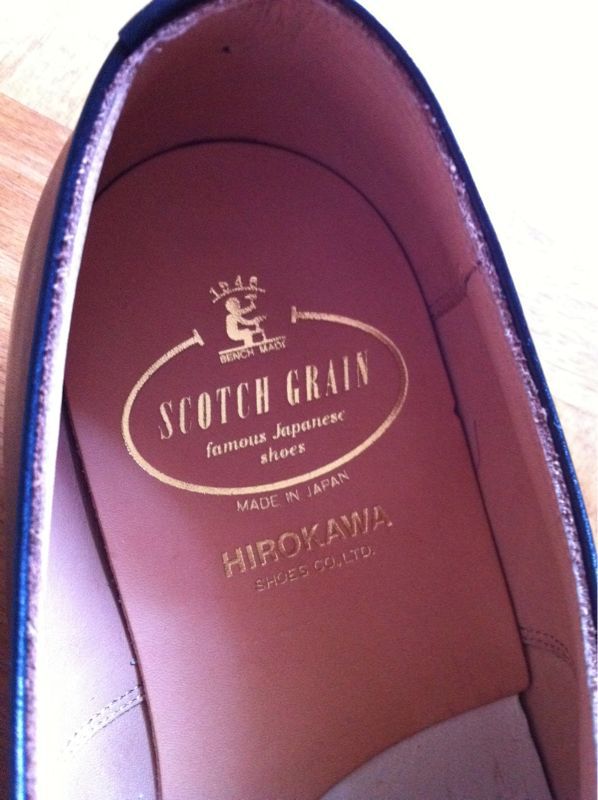 1948
BENCH MADE
SCOTCH GRAIN
famous Japanese
shoes
MADE IN JAPAN
HIROKAWA
SHOES CO., LTD.